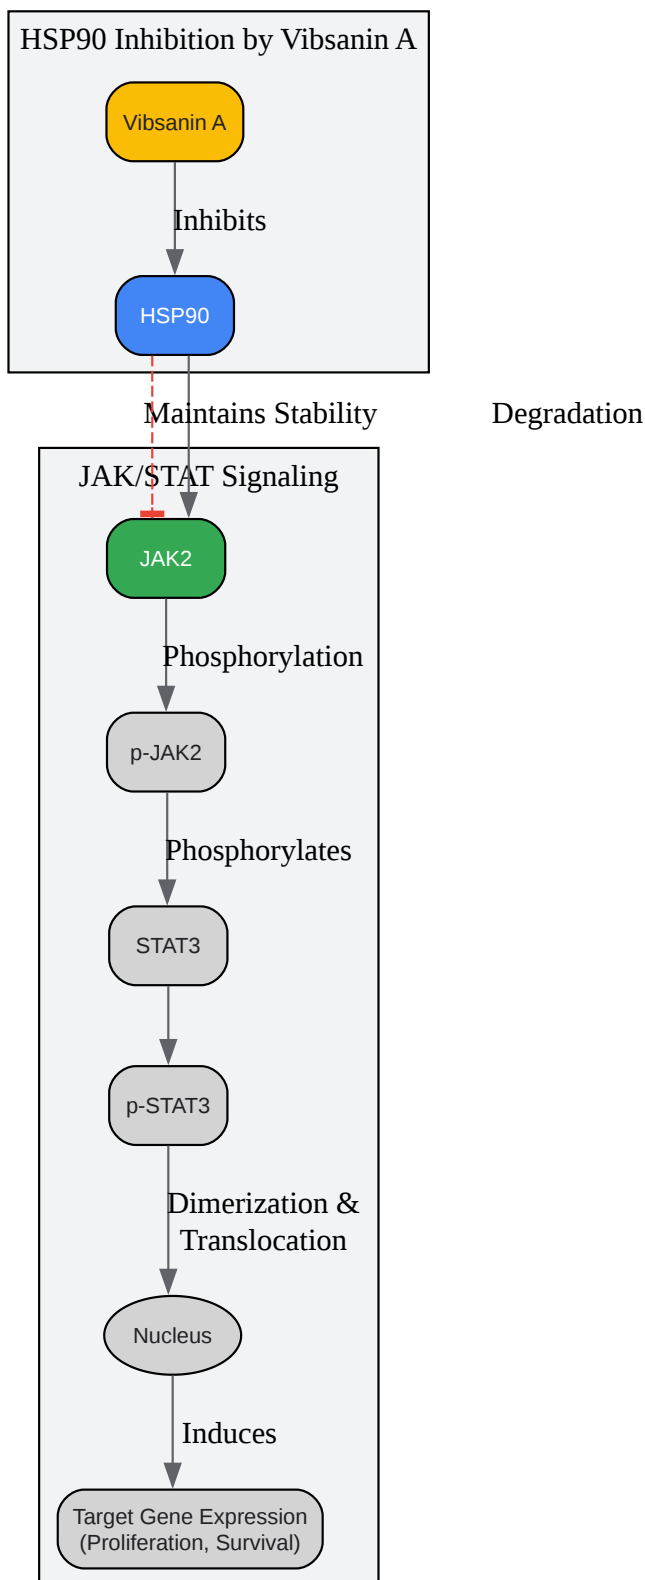 HSP90 Inhibition by Vibsanin A
Vibsanin A
Inhibits
HSP90
Maintains Stability
Degradation
JAK/STAT Signaling
JAK2
Phosphorylation
p-JAK2
Phosphorylates
STAT3
p-STAT3
Dimerization &
Translocation
Nucleus
Induces
Target Gene Expression
(Proliferation, Survival)